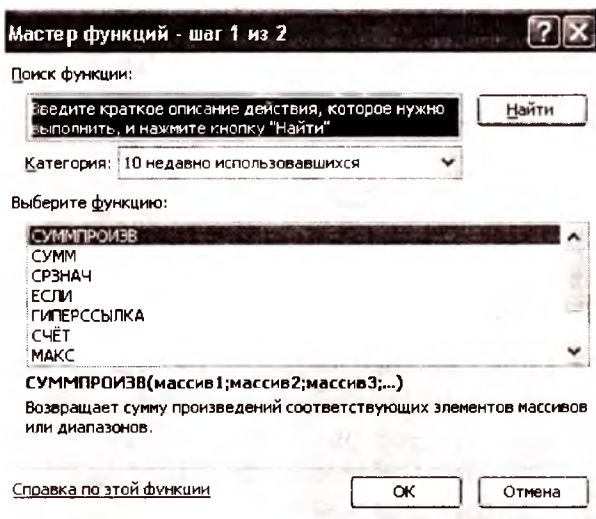 Мастер функций - шаг 1 из 2
Поиск функции:
Введите краткое описание действия, которое нужно выполнить, и нажмите кнопку "Найти"
Найти
Категория: 10 недавно использовавшихся
Выберите функцию:
СУММПРОИЗВ
СУММ
СРЗНАЧ
ЕСЛИ
ГИПЕРССЫЛКА
СЧЁТ
МАКС
СУММПРОИЗВ(массив1;массив2;массив3;...)
Возвращает сумму произведений соответствующих элементов массивов
или диапазонов.
Справка по этой функции
ОК
Отмена